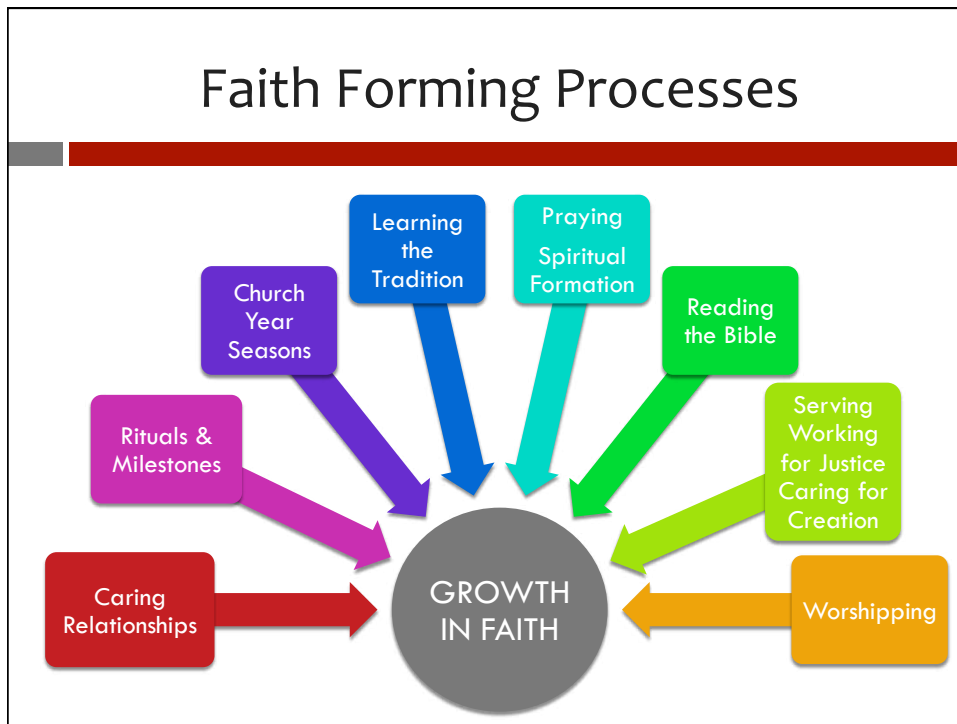 Faith Forming Processes
Learning
the
Tradition
Praying
Spiritual
Formation
Church
Year
Seasons
Reading
the Bible
Rituals &
Milestones
Serving
Working
for Justice
Caring for
Creation
Caring
Relationships
GROWTH
IN FAITH
Worshipping